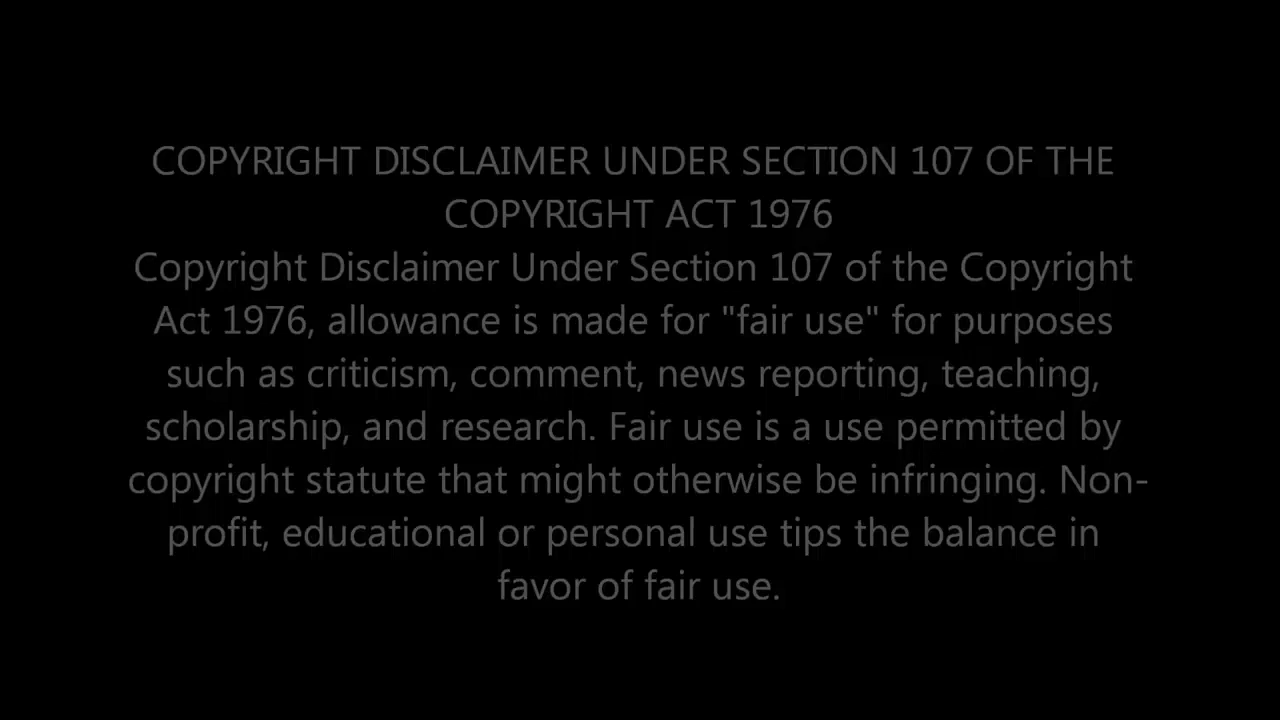 COPYRIGHT DISCLAIMER UNDER SECTION 107 OF THE
COPYRIGHT ACT 1976
Copyright Disclaimer Under Section 107 of the Copyright
Act 1976, allowance is made for "fair use" for purposes
such as criticism, comment, news reporting, teaching,
scholarship, and research. Fair use is a use permitted by
copyright statute that might otherwise be infringing. Non-
profit, educational or personal use tips the balance in
favor of fair use.